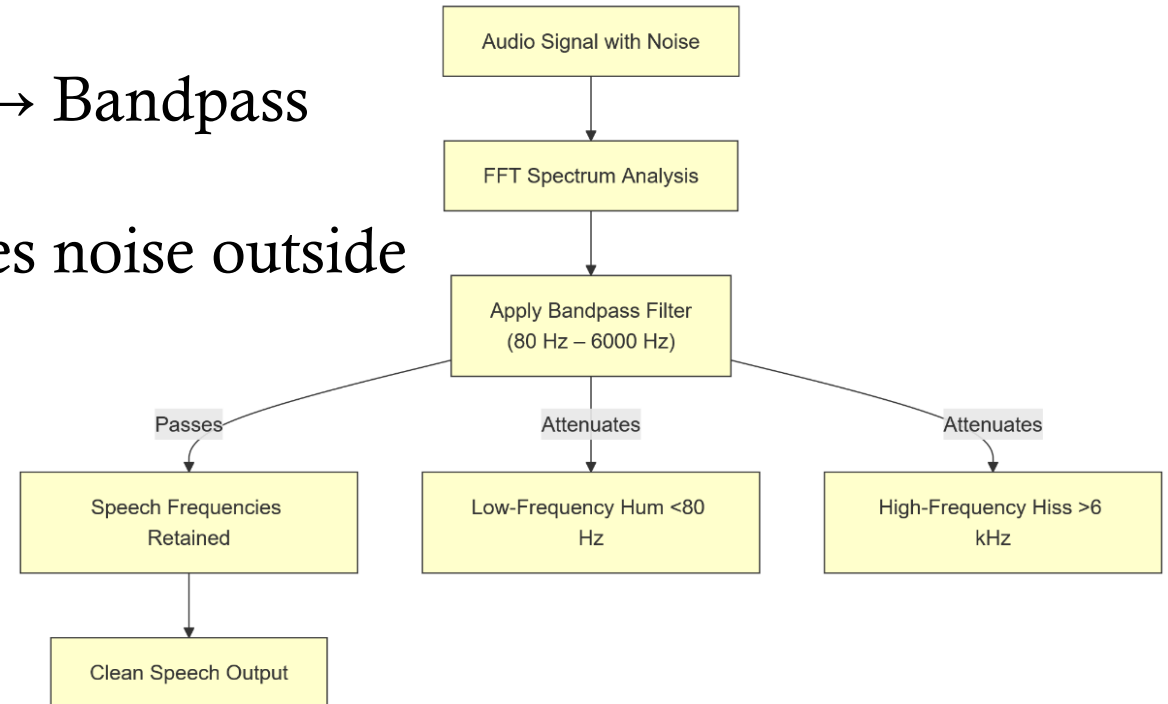 → Bandpass
es noise outside
Audio Signal with Noise
FFT Spectrum Analysis
Apply Bandpass Filter
(80 Hz – 6000 Hz)
Passes
Attenuates
Attenuates
Speech Frequencies
Retained
Low-Frequency Hum <80
Hz
High-Frequency Hiss >6
kHz
Clean Speech Output